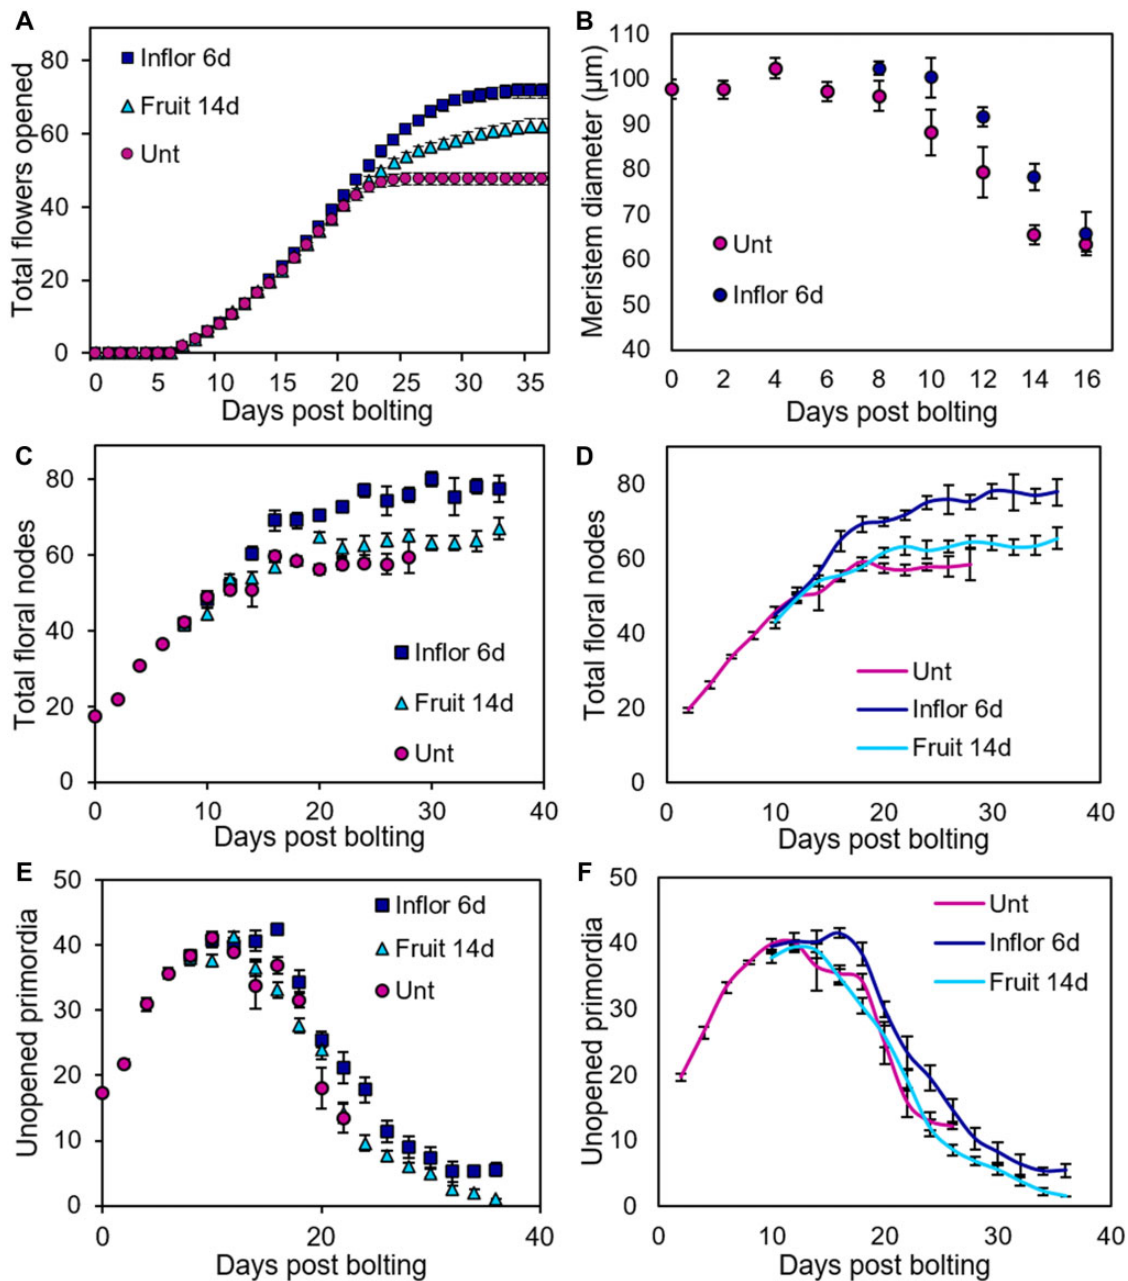 A
Total flowers opened
80
60
40
20
0
Inflor 6d
Fruit 14d
Unt
0 5 10 15 20 25 30 35
Days post bolting
B
Meristem diameter (µm)
110
100
90
80
70
60
50
40
Unt
Inflor 6d
0 2 4 6 8 10 12 14 16
Days post bolting
C
Total floral nodes
80
60
40
20
0
Inflor 6d
Fruit 14d
Unt
0 10 20 30 40
Days post bolting
D
Total floral nodes
80
60
40
20
0
Unt
Inflor 6d
Fruit 14d
0 10 20 30 40
Days post bolting
E
Unopened primordia
50
40
30
20
10
0
Inflor 6d
Fruit 14d
Unt
0 20 40
Days post bolting
F
Unopened primordia
50
40
30
20
10
0
Unt
Inflor 6d
Fruit 14d
0 10 20 30 40
Days post bolting